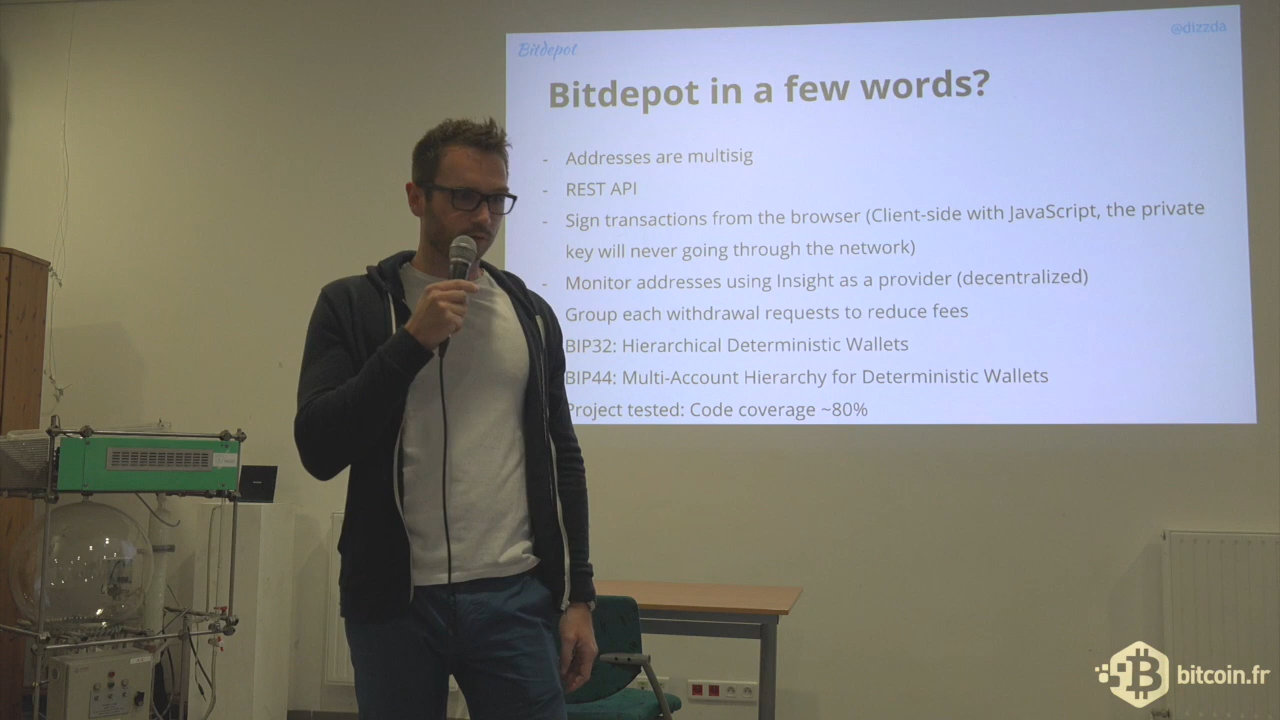 Bitdepot
@dizzda
Bitdepot in a few words?
- Addresses are multisig
- REST API
- Sign transactions from the browser (Client-side with JavaScript, the private
key will never going through the network)
- Monitor addresses using Insight as a provider (decentralized)
Group each withdrawal requests to reduce fees
BIP32: Hierarchical Deterministic Wallets
BIP44: Multi-Account Hierarchy for Deterministic Wallets
Project tested: Code coverage ~80%
bitcoin.fr